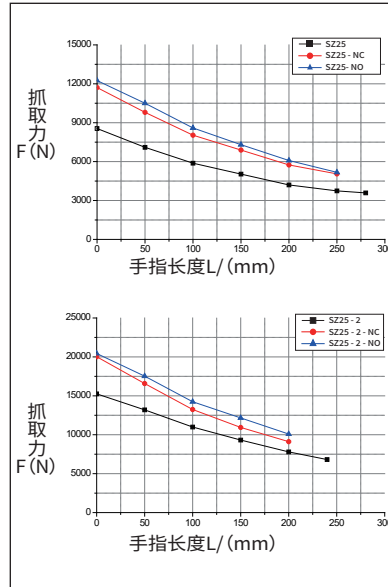 SZ25
SZ25 - NC
SZ25- NO
15000
12000
9000
6000
3000
0
抓取力
F(N)
0 50 100 150 200 250 300
手指长度L/(mm)
SZ25 - 2
SZ25 - 2 - NC
SZ25 - 2 - NO
25000
20000
15000
10000
5000
0
抓取力
F(N)
0 50 100 150 200 250 300
手指长度L/(mm)